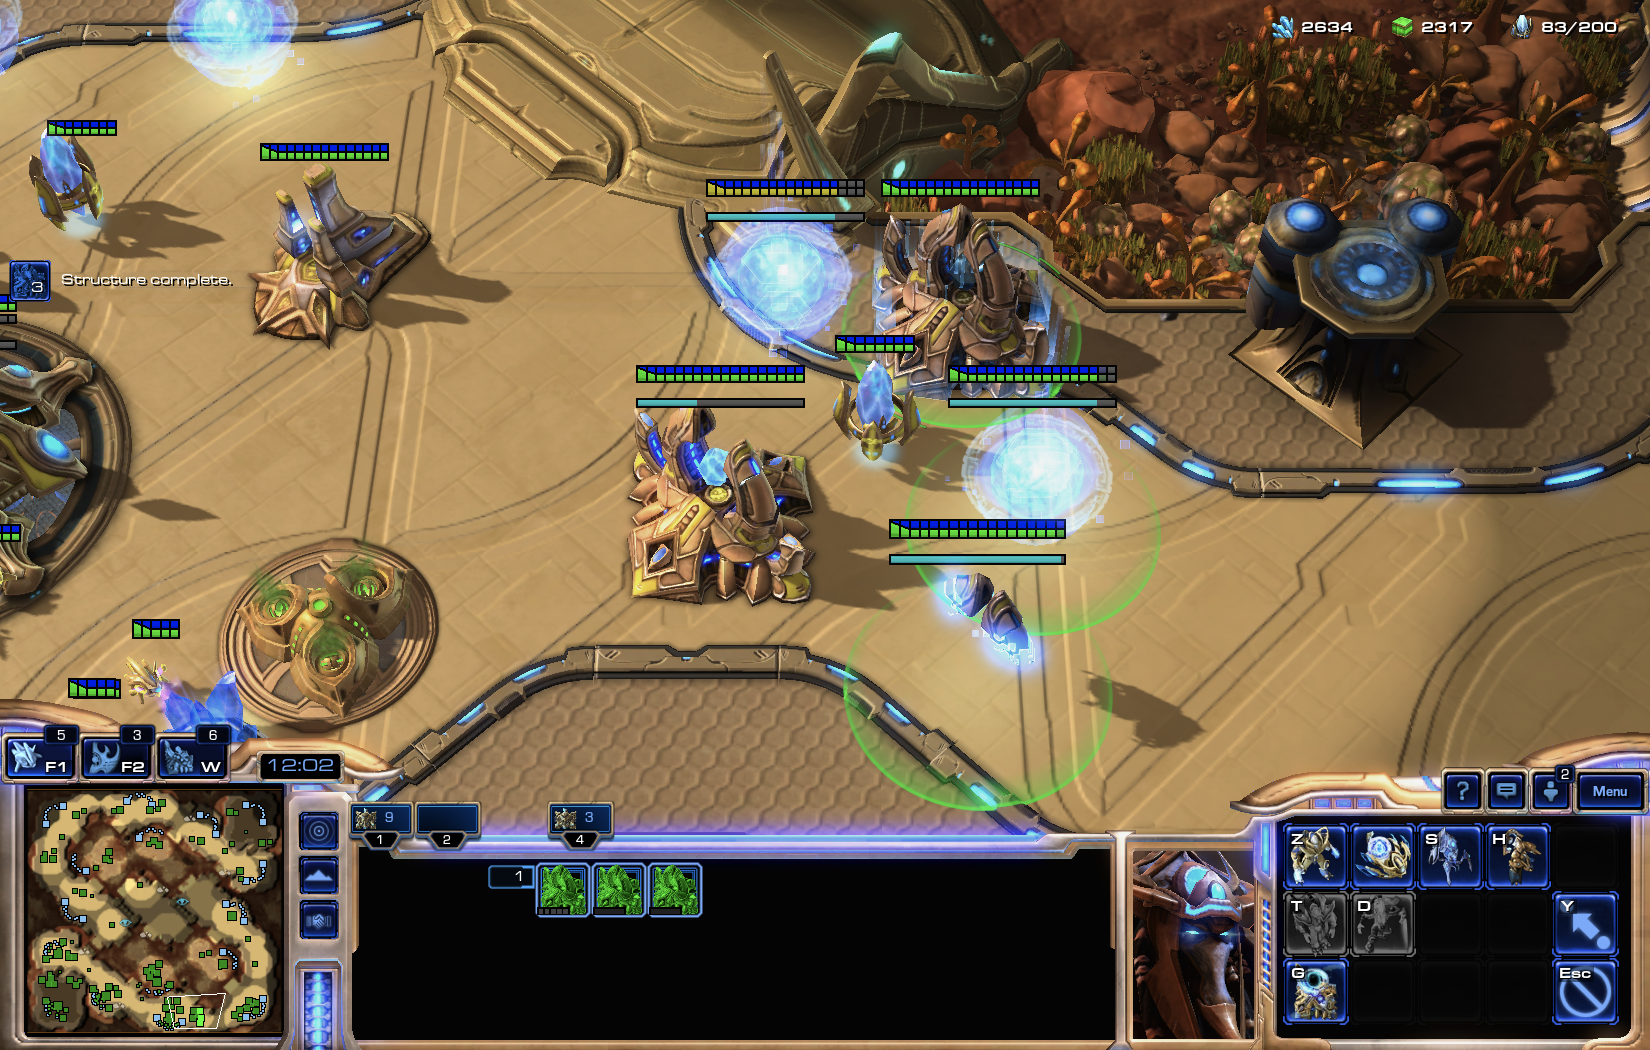 2634 2317 83/200
3 Structure complete.
5 3 6
F1 F2 W
12:02
2
? Menu
9 3
1 2 4
1
Z S H
T D Y
G Esc